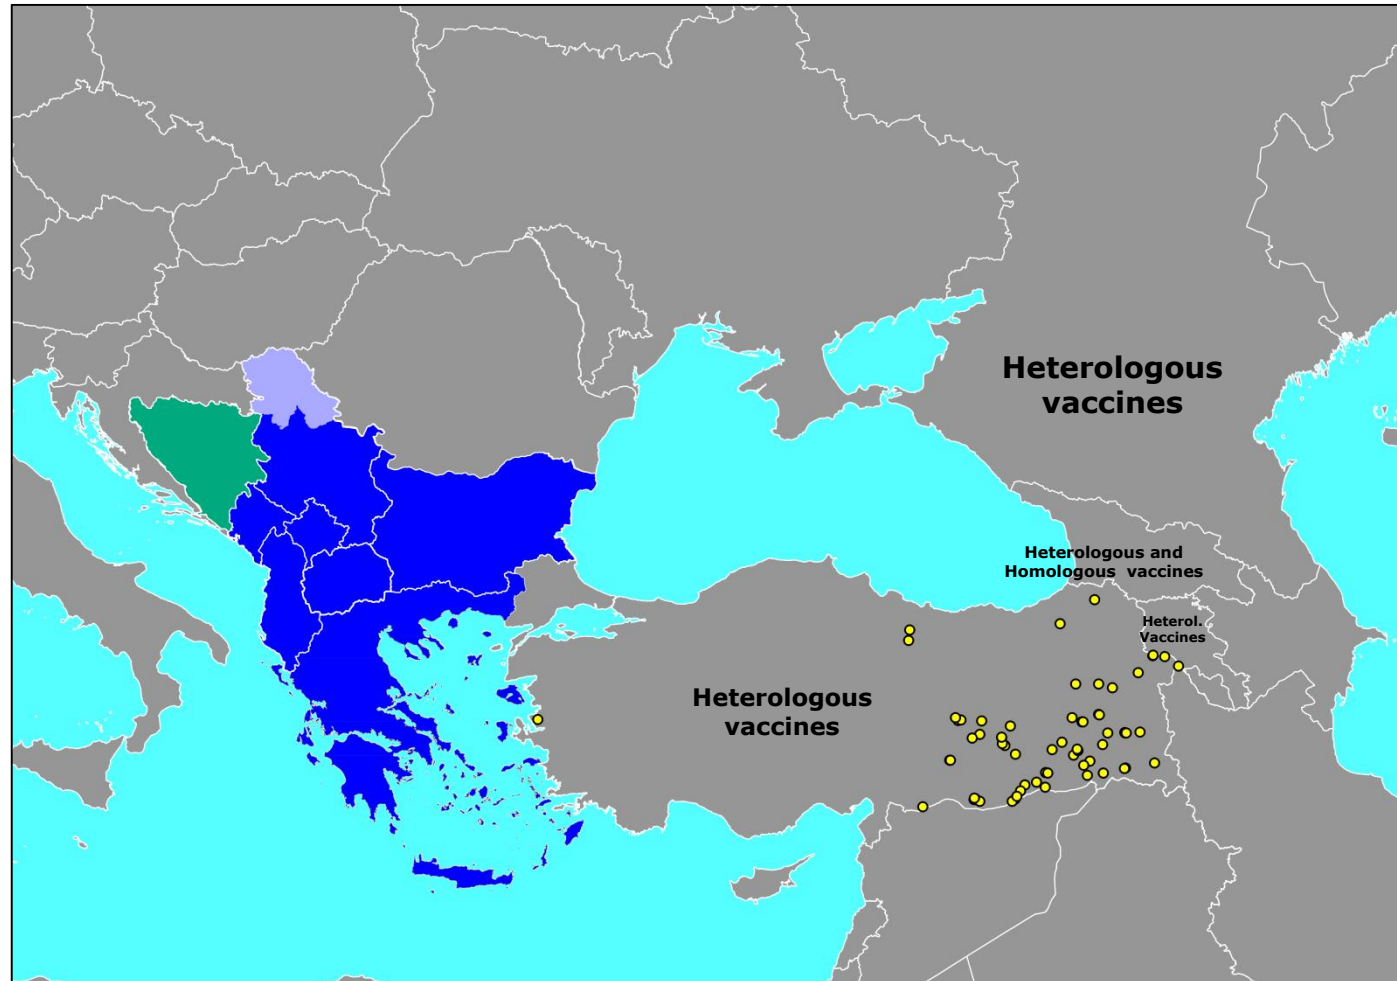 Heterologous
vaccines
Heterologous and
Homologous vaccines
Heterol.
Vaccines
Heterologous
vaccines